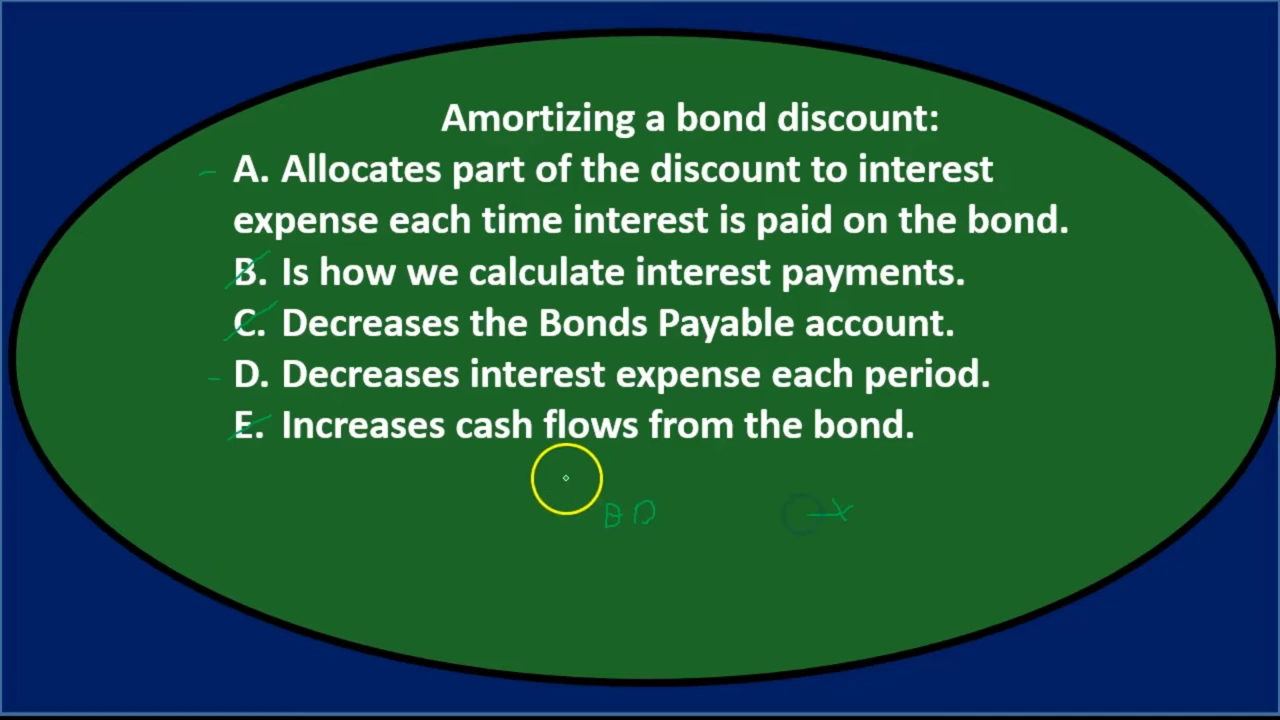 Amortizing a bond discount:
A. Allocates part of the discount to interest
expense each time interest is paid on the bond.
B. Is how we calculate interest payments.
C. Decreases the Bonds Payable account.
D. Decreases interest expense each period.
E. Increases cash flows from the bond.